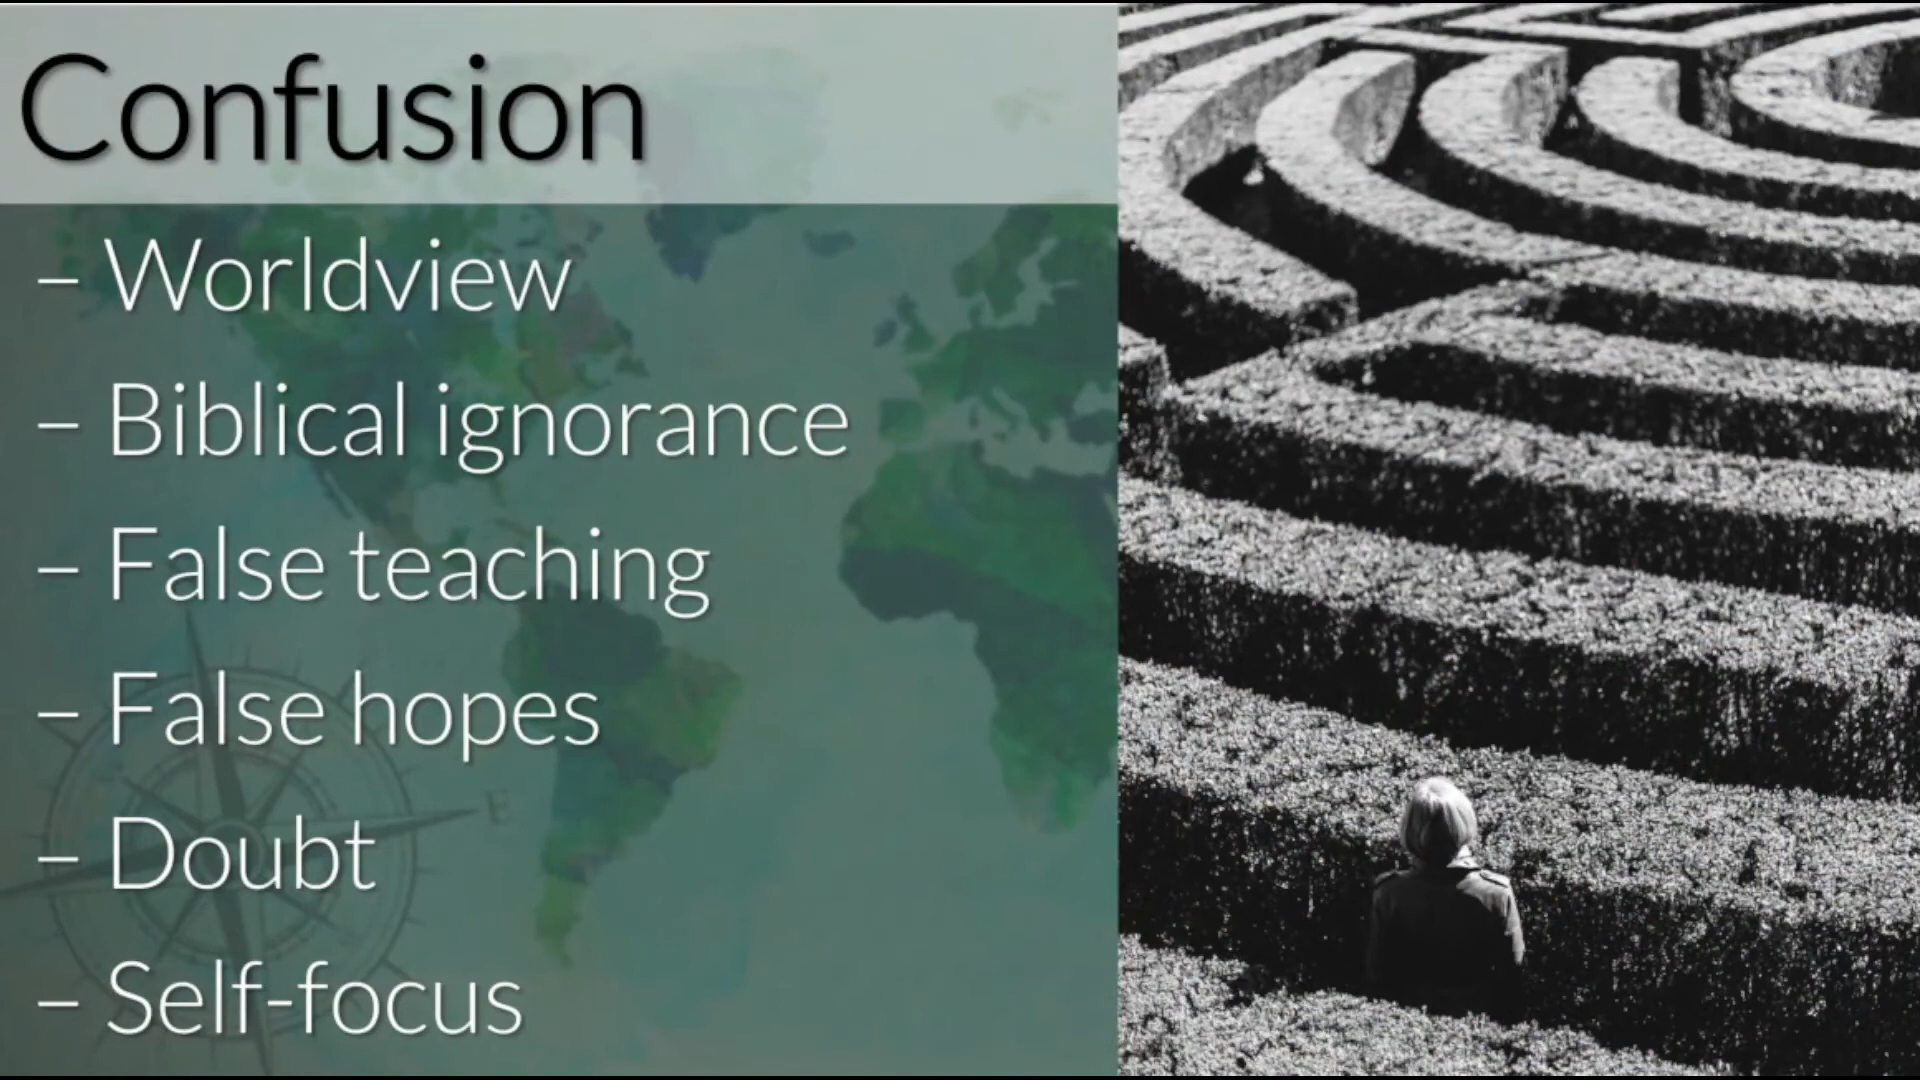 Confusion
– Worldview
– Biblical ignorance
– False teaching
– False hopes
– Doubt
– Self-focus
E